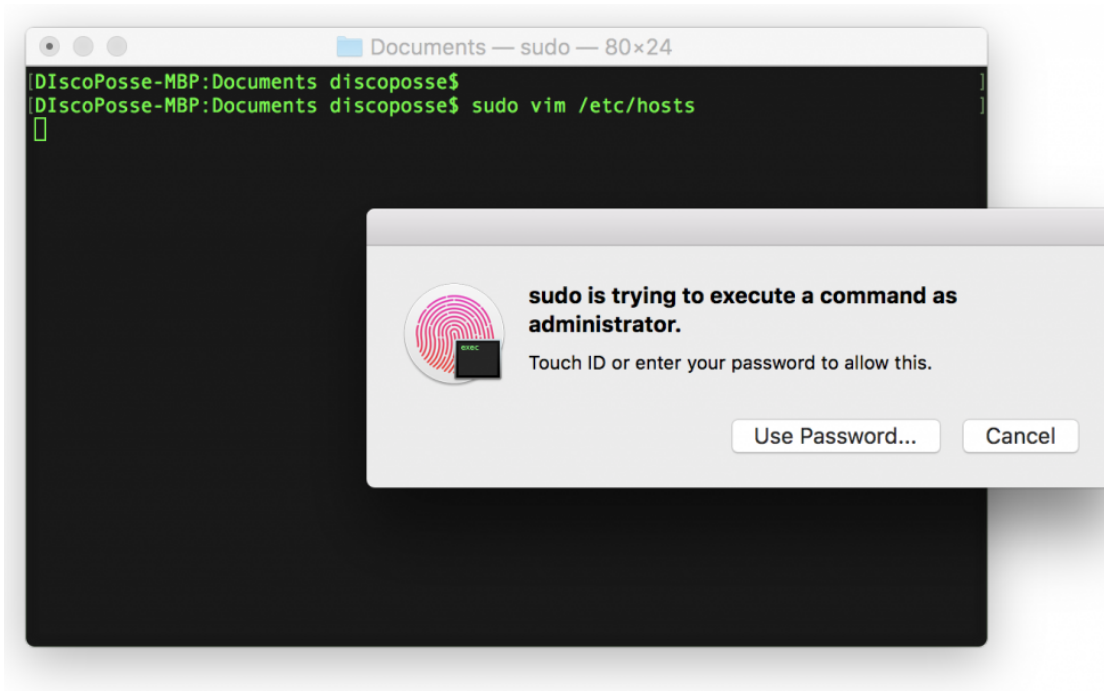 Documents — sudo — 80×24
[DIscoPosse-MBP:Documents discoposse$ ]
[DIscoPosse-MBP:Documents discoposse$ sudo vim /etc/hosts ]
sudo is trying to execute a command as
administrator.
exec
Touch ID or enter your password to allow this.
Use Password...
Cancel